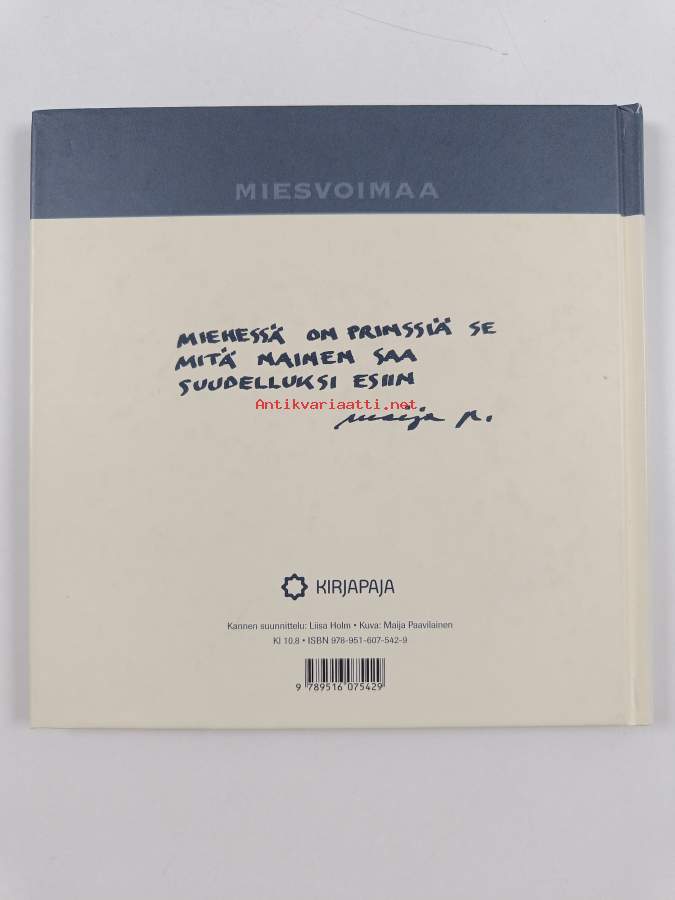 MIESVOIMAA
MIEHESSÄ ON PRINSSIÄ SE
MITÄ NAINEN SAA
SUUDELLUKSI ESIIN
Antikvariaatti.net
maija p.
KIRJAPAJA
Kannen suunnittelu: Liisa Holm • Kuva: Maija Paavilainen
Kl 10.8 • ISBN 978-951-607-542-9
9 789516 075429